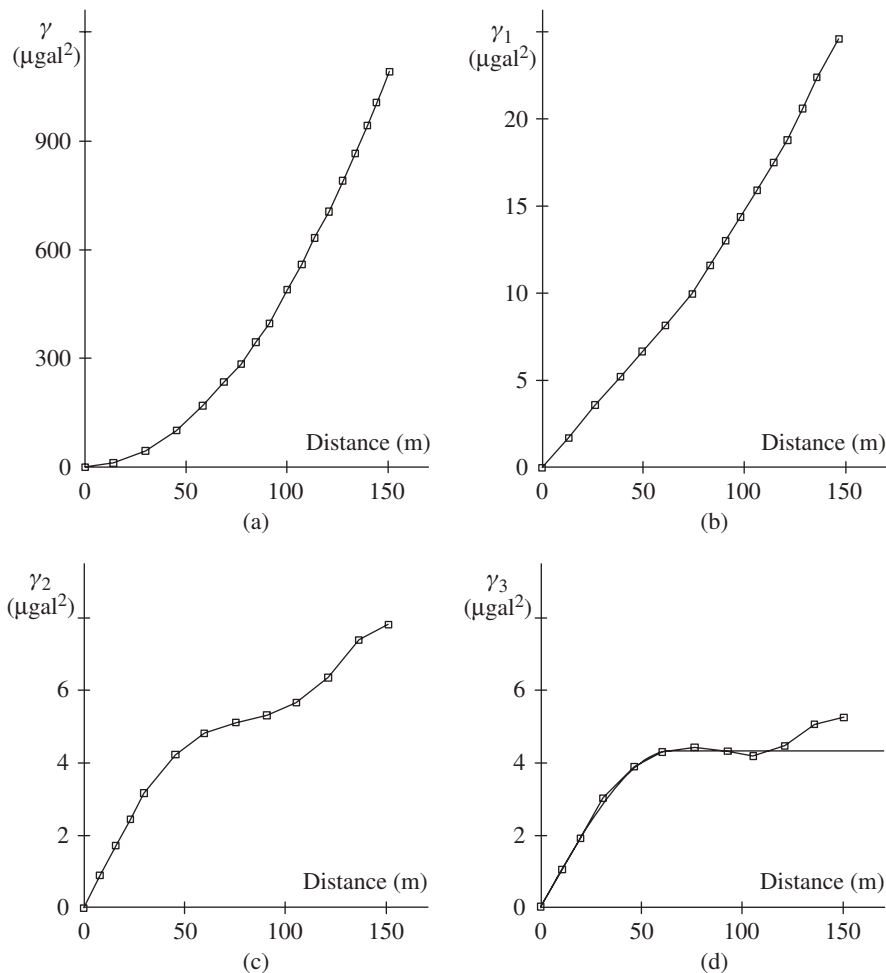 γ
(μgal²)
900
600
300
0
Distance (m)
0 50 100 150
(a)
γ₁
(μgal²)
20
15
10
5
0
Distance (m)
0 50 100 150
(b)
γ₂
(μgal²)
6
4
2
0
Distance (m)
0 50 100 150
(c)
γ₃
(μgal²)
6
4
2
0
Distance (m)
0 50 100 150
(d)